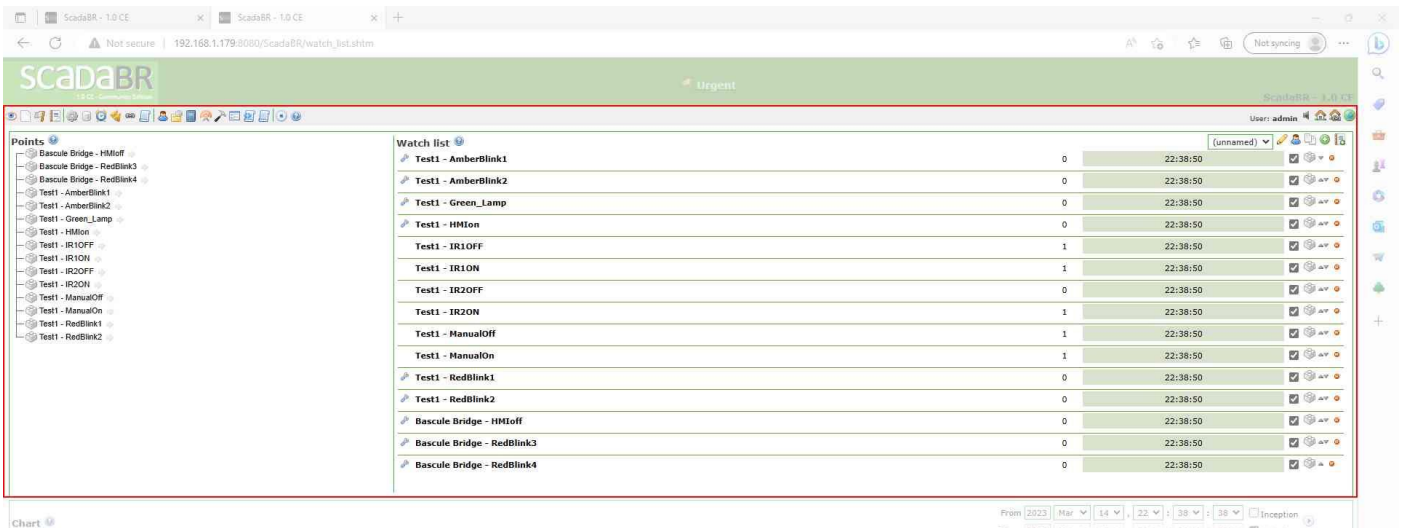 ScadaBR - 1.0 CE
ScadaBR - 1.0 CE
Not secure
192.168.1.179:8080/ScadaBR/watch_list.shtm
Not syncing
SCADABR
Urgent
ScadaBR - 1.0 CE
User: admin
Points
Bascule Bridge - HMIoff
Bascule Bridge - RedBlink3
Bascule Bridge - RedBlink4
Test1 - AmberBlink1
Test1 - AmberBlink2
Test1 - Green_Lamp
Test1 - HMIon
Test1 - IR1OFF
Test1 - IR1ON
Test1 - IR2OFF
Test1 - IR2ON
Test1 - ManualOff
Test1 - ManualOn
Test1 - RedBlink1
Test1 - RedBlink2
Watch list
(unnamed)
Test1 - AmberBlink1 0 22:38:50
Test1 - AmberBlink2 0 22:38:50
Test1 - Green_Lamp 0 22:38:50
Test1 - HMIon 0 22:38:50
Test1 - IR1OFF 1 22:38:50
Test1 - IR1ON 1 22:38:50
Test1 - IR2OFF 0 22:38:50
Test1 - IR2ON 1 22:38:50
Test1 - ManualOff 1 22:38:50
Test1 - ManualOn 1 22:38:50
Test1 - RedBlink1 0 22:38:50
Test1 - RedBlink2 0 22:38:50
Bascule Bridge - HMIoff 0 22:38:50
Bascule Bridge - RedBlink3 0 22:38:50
Bascule Bridge - RedBlink4 0 22:38:50
Chart
From 2023 Mar 14 , 22 : 38 : 38 Inception